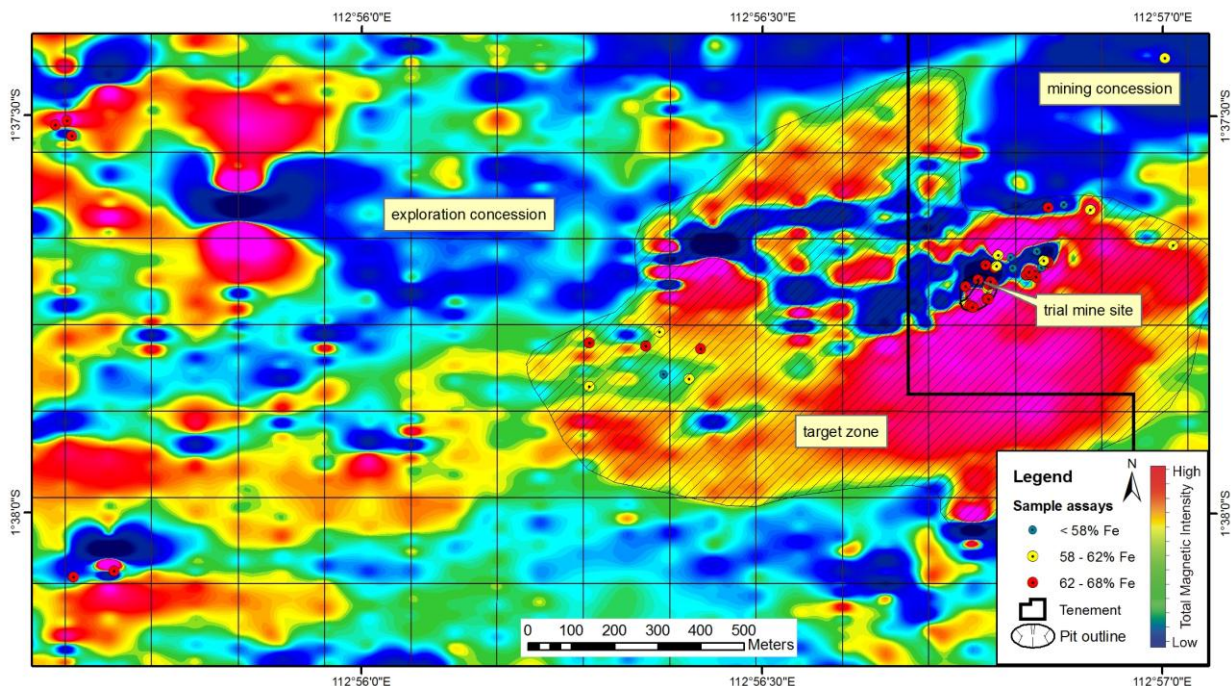 112°56'0"E
112°56'30"E
112°57'0"E
1°37'30"S
1°37'30"S
mining concession
exploration concession
trial mine site
target zone
1°38'0"S
1°38'0"S
Legend
N
Sample assays
< 58% Fe
58 - 62% Fe
62 - 68% Fe
Tenement
Pit outline
High
Total Magnetic Intensity
Low
0 100 200 300 400 500
Meters
112°56'0"E
112°56'30"E
112°57'0"E